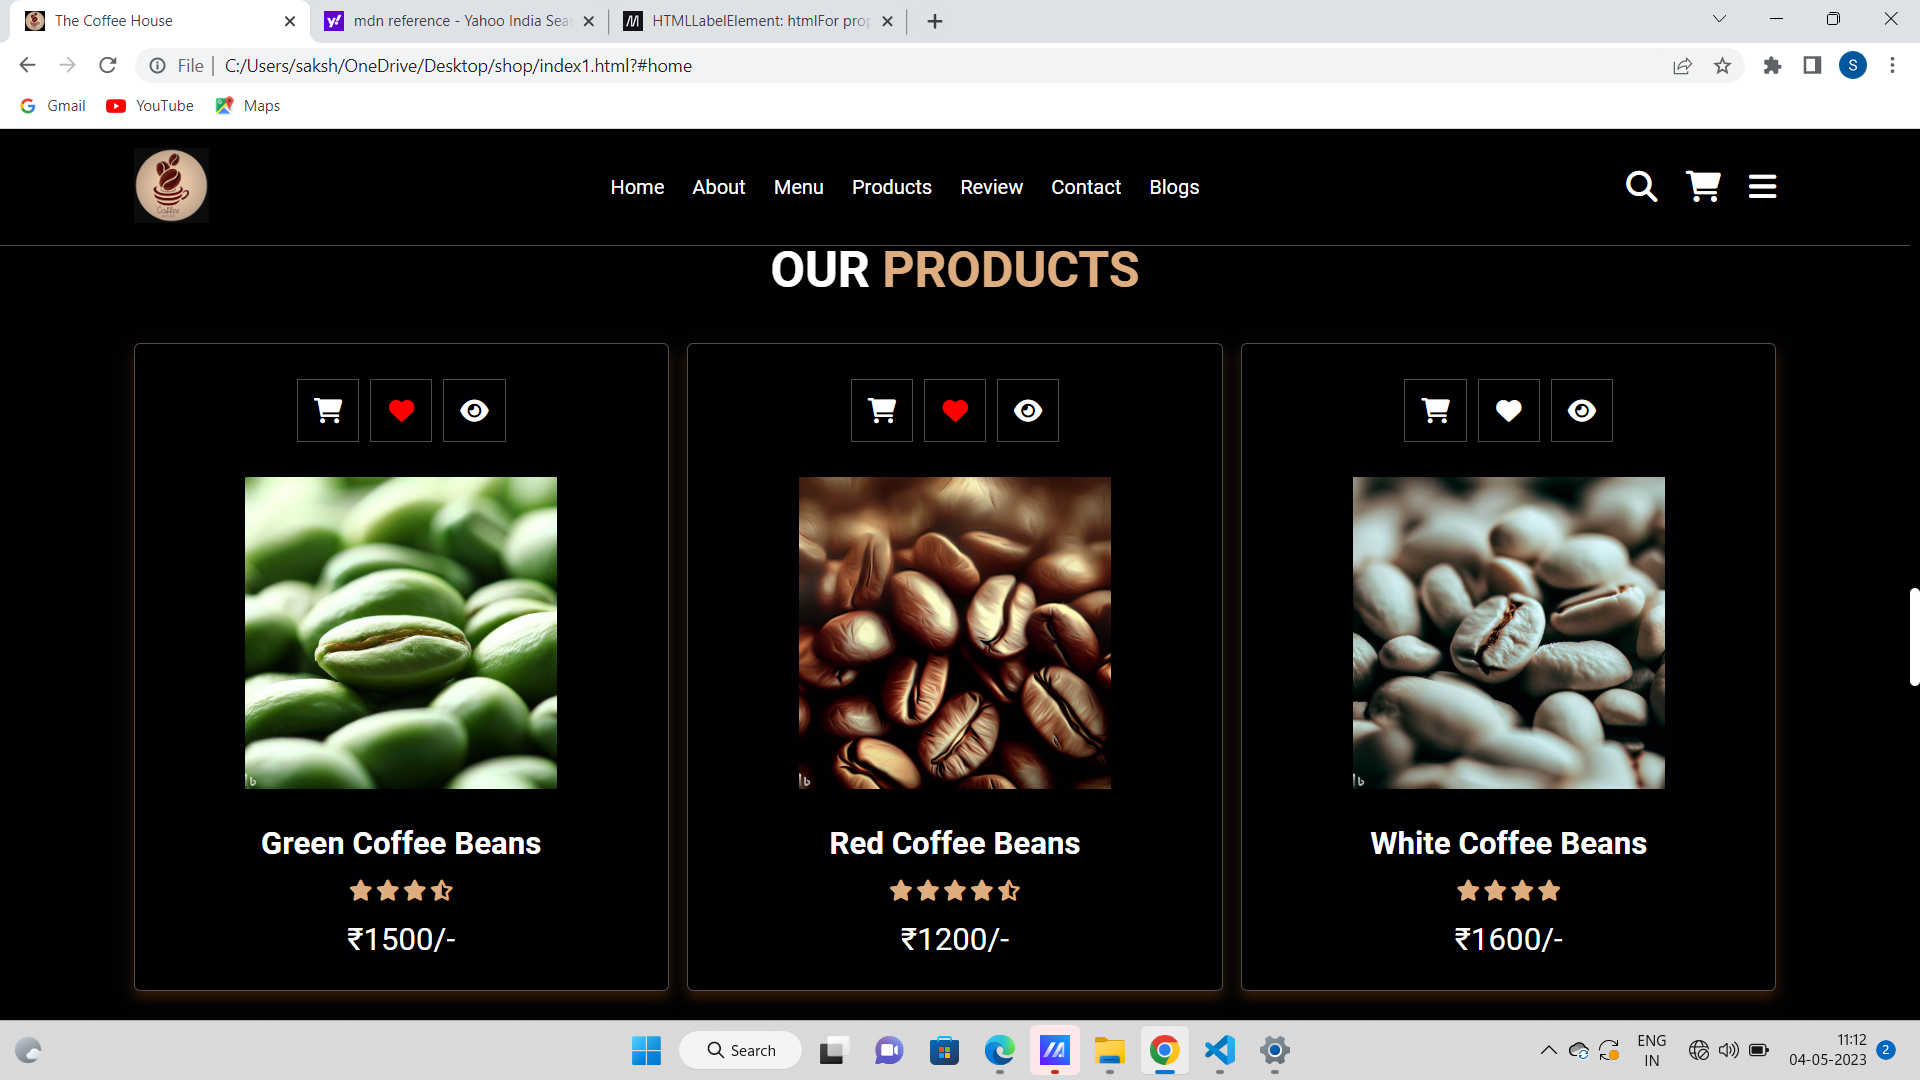 The Coffee House
mdn reference - Yahoo India Sea
HTMLLabelElement: htmlFor prop
File
C:/Users/saksh/OneDrive/Desktop/shop/index1.html?#home
S
Gmail
YouTube
Maps
Coffee
Home
About
Menu
Products
Review
Contact
Blogs
OUR PRODUCTS
Green Coffee Beans
₹1500/-
Red Coffee Beans
₹1200/-
White Coffee Beans
₹1600/-
Search
ENG
IN
11:12
04-05-2023
2